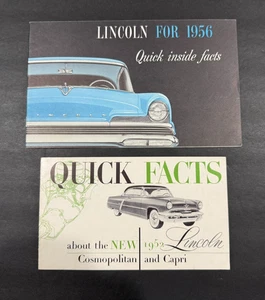 LINCOLN FOR 1956
Quick inside facts
QUICK FACTS
about the NEW 1952 Lincoln
Cosmopolitan and Capri